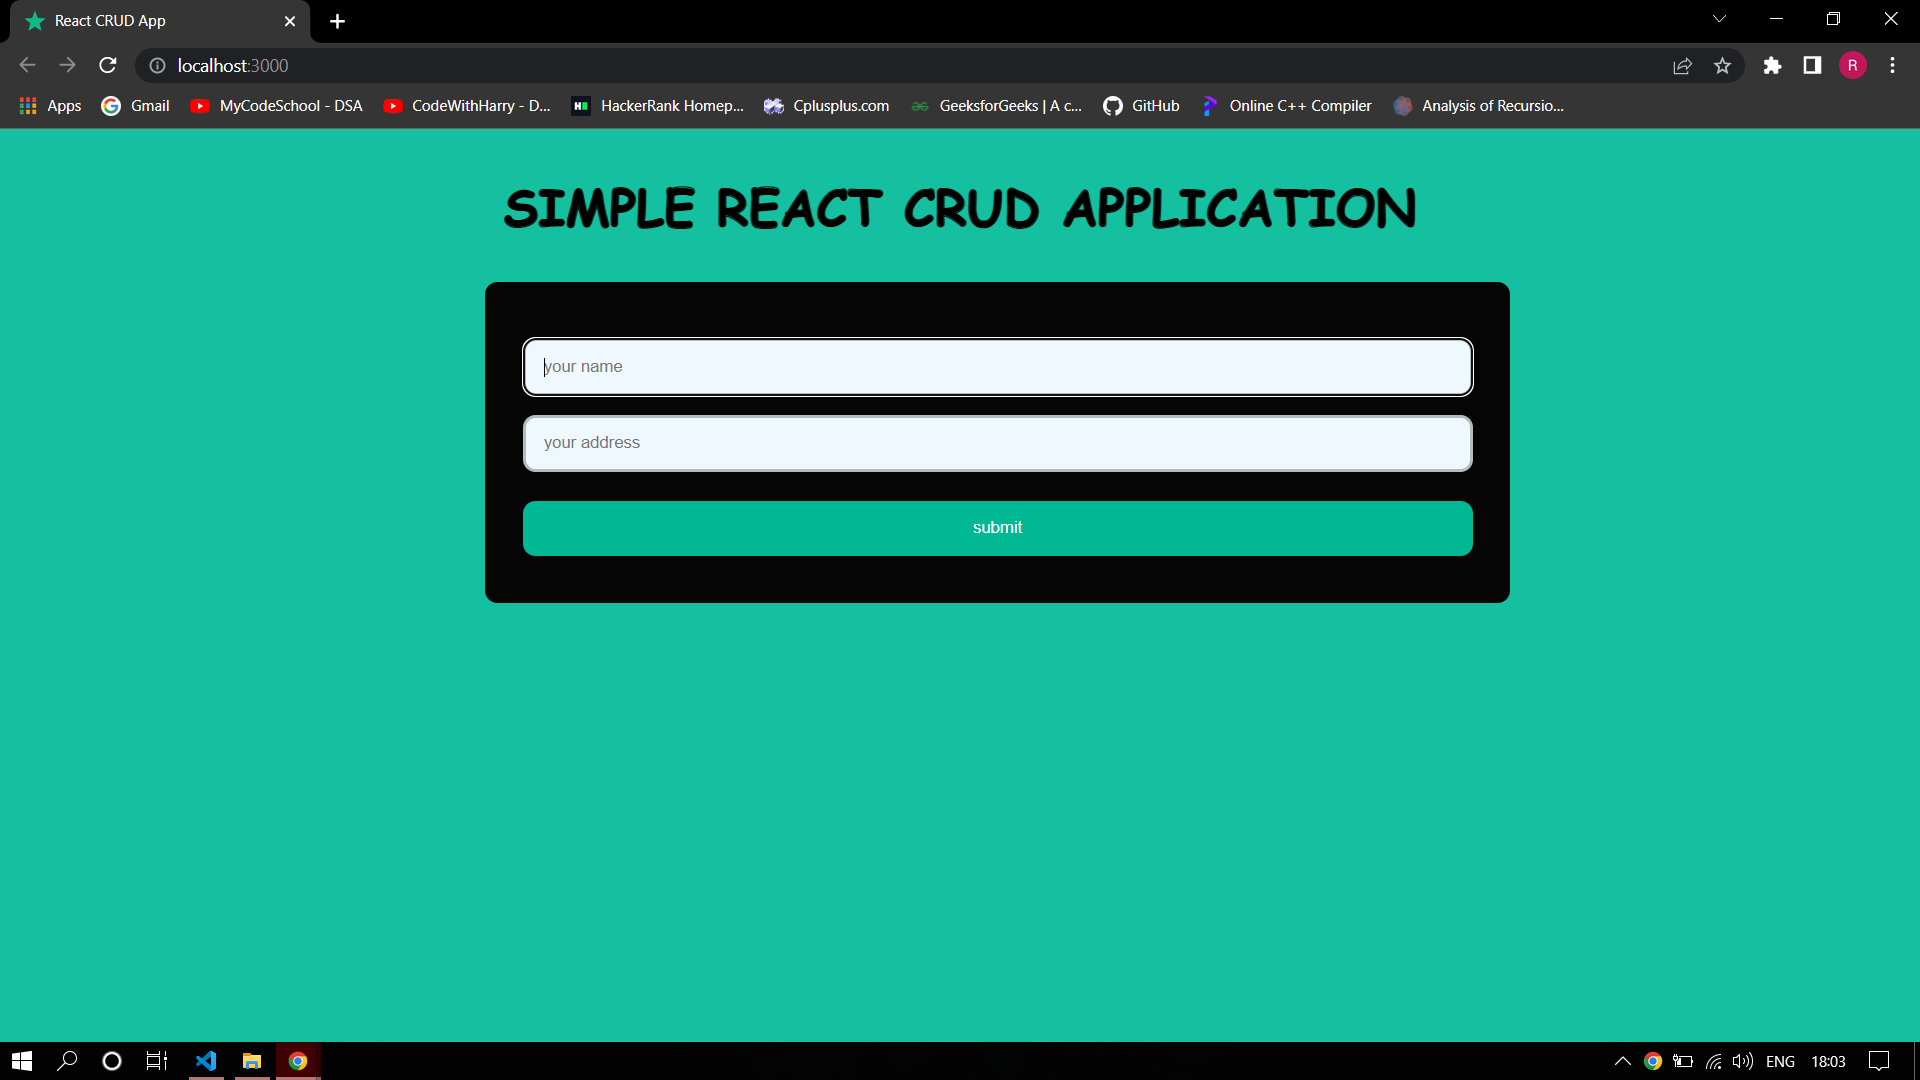 React CRUD App
localhost:3000
Apps Gmail MyCodeSchool - DSA CodeWithHarry - D... HackerRank Homep... Cplusplus.com GeeksforGeeks | A c... GitHub Online C++ Compiler Analysis of Recursio...
R
SIMPLE REACT CRUD APPLICATION
your name
your address
submit
ENG 18:03